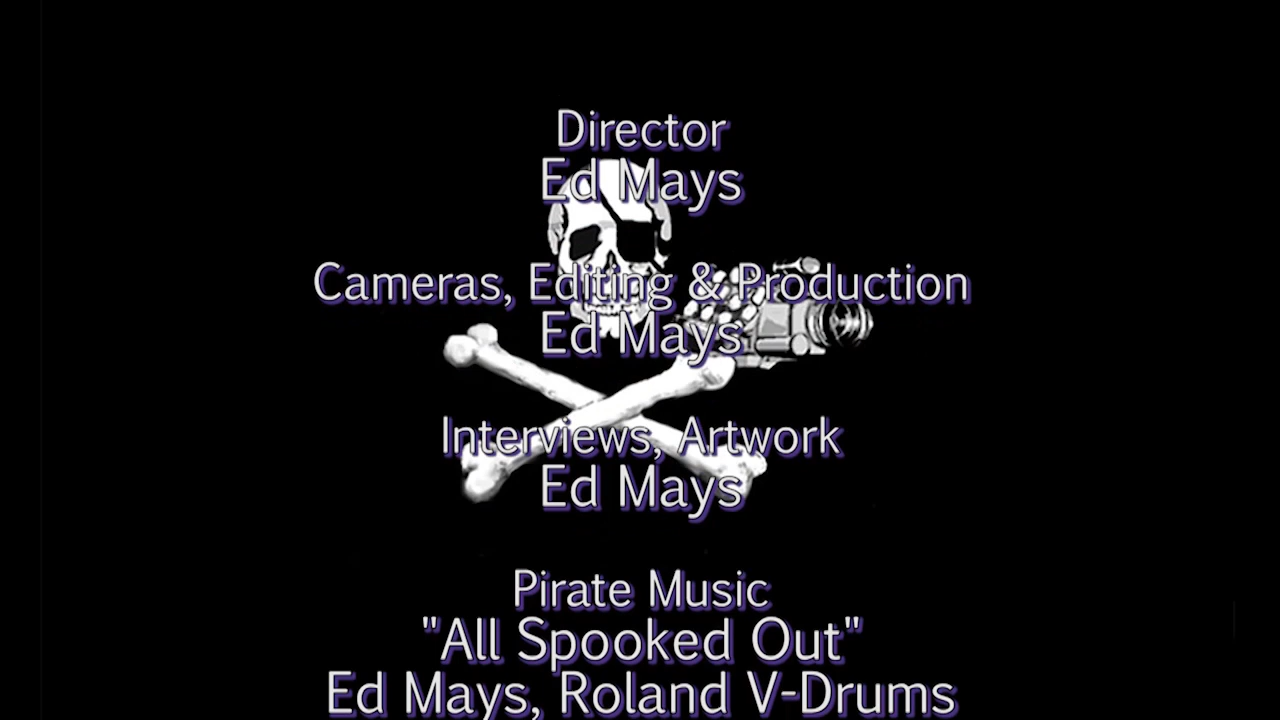 Director
Ed Mays
Cameras, Editing & Production
Ed Mays
Interviews, Artwork
Ed Mays
Pirate Music
"All Spooked Out"
Ed Mays, Roland V-Drums